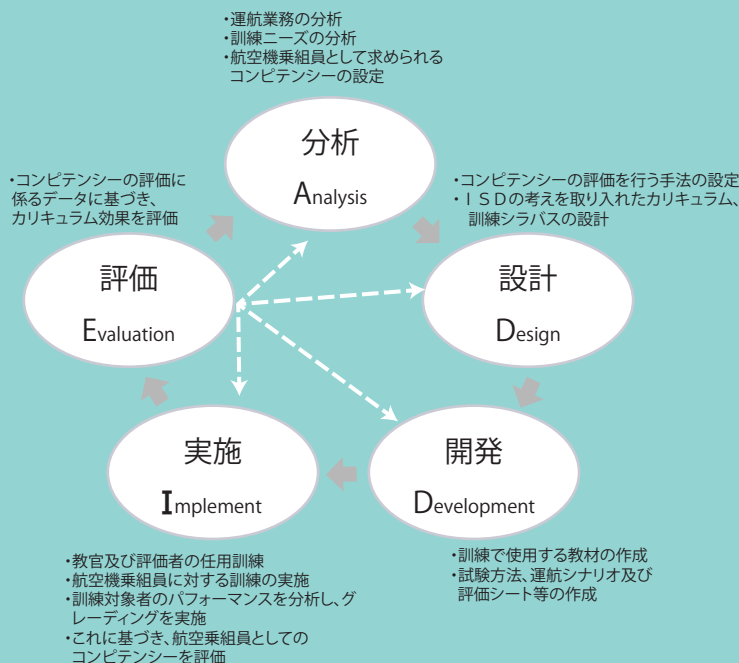 ・運航業務の分析
・訓練ニーズの分析
・航空機乗組員として求められる
コンピテンシーの設定
分析
Analysis
・コンピテンシーの評価に
係るデータに基づき、
カリキュラム効果を評価
・コンピテンシーの評価を行う手法の設定
・ＩＳＤの考えを取り入れたカリキュラム、
訓練シラバスの設計
評価
Evaluation
設計
Design
実施
Implement
開発
Development
・教官及び評価者の任用訓練
・航空機乗組員に対する訓練の実施
・訓練対象者のパフォーマンスを分析し、グ
レーディングを実施
・これに基づき、航空乗組員としての
コンピテンシーを評価
・訓練で使用する教材の作成
・試験方法、運航シナリオ及び
評価シート等の作成